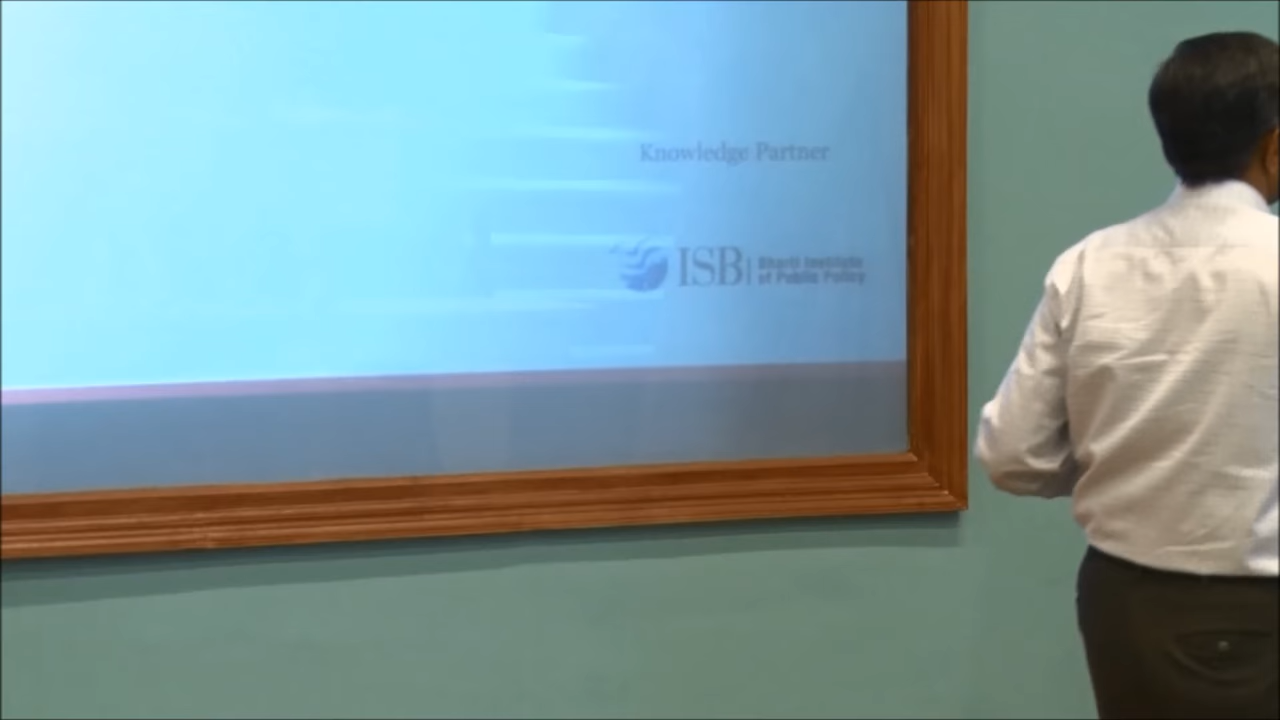 Knowledge Partner
ISB
Bharti Institute
of Public Policy